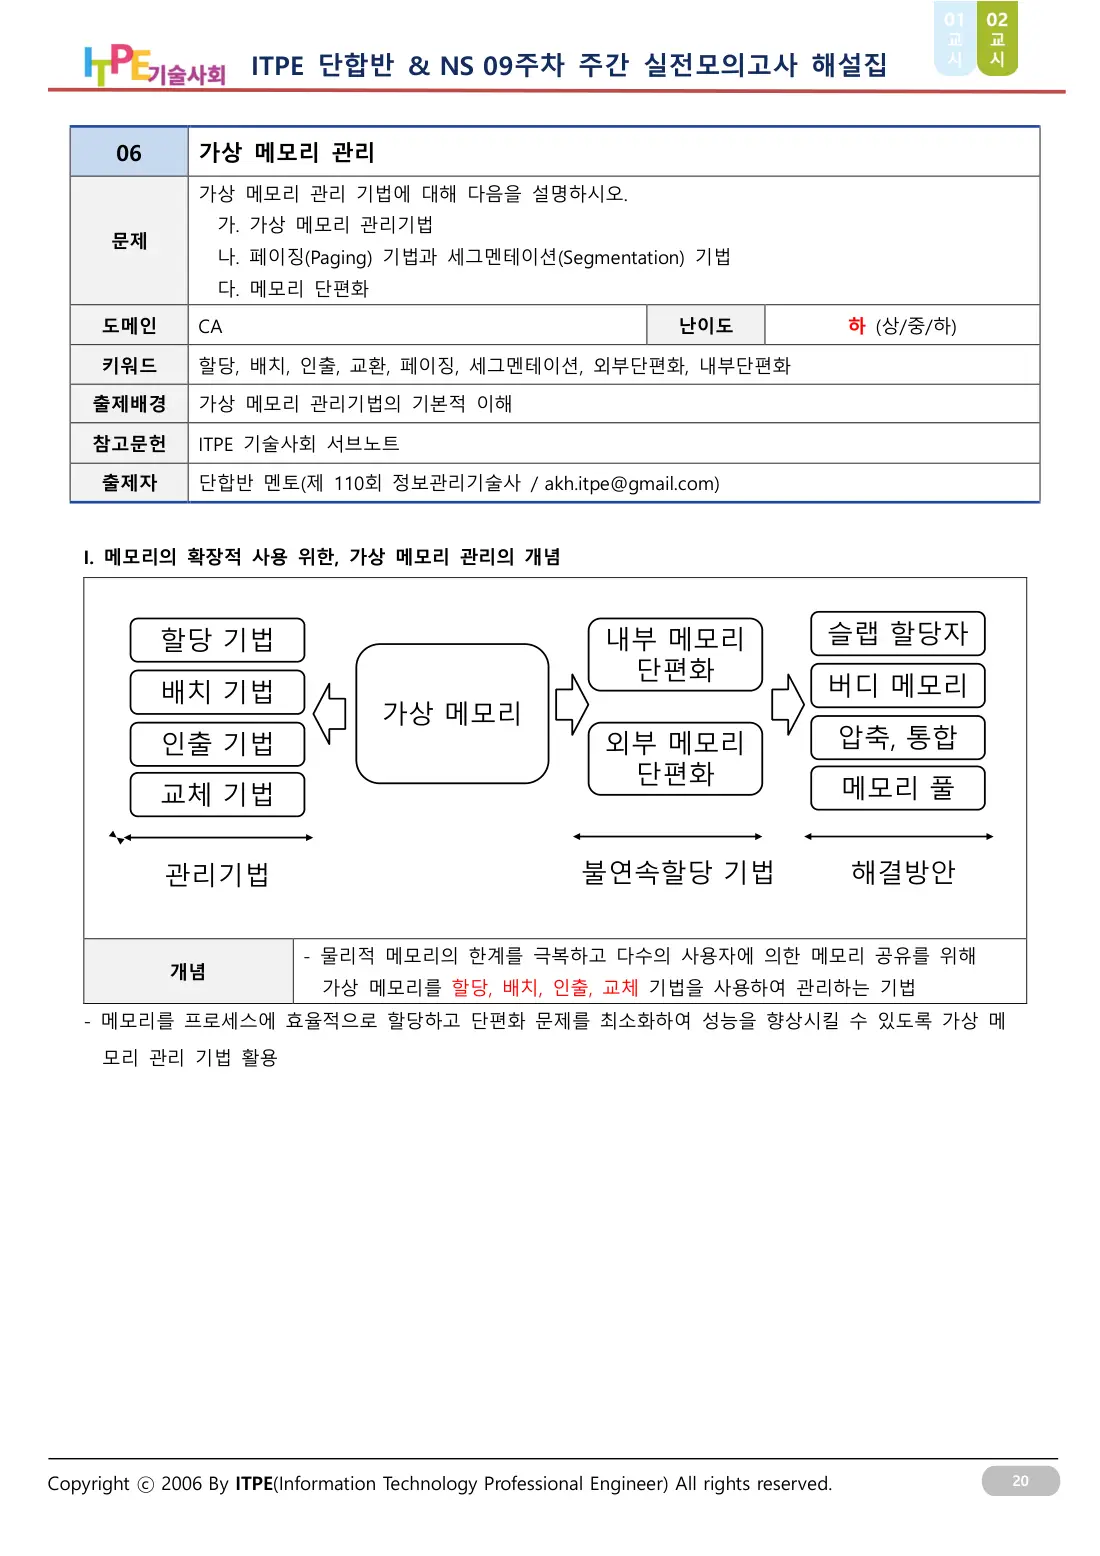 ITPE기술사회 ITPE 단합반 & NS 09주차 주간 실전모의고사 해설집
01 교시
02 교시
06 가상 메모리 관리
문제
가상 메모리 관리 기법에 대해 다음을 설명하시오.
가. 가상 메모리 관리기법
나. 페이징(Paging) 기법과 세그멘테이션(Segmentation) 기법
다. 메모리 단편화
도메인 CA 난이도 하 (상/중/하)
키워드 할당, 배치, 인출, 교환, 페이징, 세그멘테이션, 외부단편화, 내부단편화
출제배경 가상 메모리 관리기법의 기본적 이해
참고문헌 ITPE 기술사회 서브노트
출제자 단합반 멘토(제 110회 정보관리기술사 / akh.itpe@gmail.com)
I. 메모리의 확장적 사용 위한, 가상 메모리 관리의 개념
할당 기법
배치 기법
인출 기법
교체 기법
관리기법
가상 메모리
내부 메모리
단편화
외부 메모리
단편화
불연속할당 기법
슬랩 할당자
버디 메모리
압축, 통합
메모리 풀
해결방안
개념
- 물리적 메모리의 한계를 극복하고 다수의 사용자에 의한 메모리 공유를 위해
가상 메모리를 할당, 배치, 인출, 교체 기법을 사용하여 관리하는 기법
- 메모리를 프로세스에 효율적으로 할당하고 단편화 문제를 최소화하여 성능을 향상시킬 수 있도록 가상 메
모리 관리 기법 활용
Copyright ⓒ 2006 By ITPE(Information Technology Professional Engineer) All rights reserved.
20